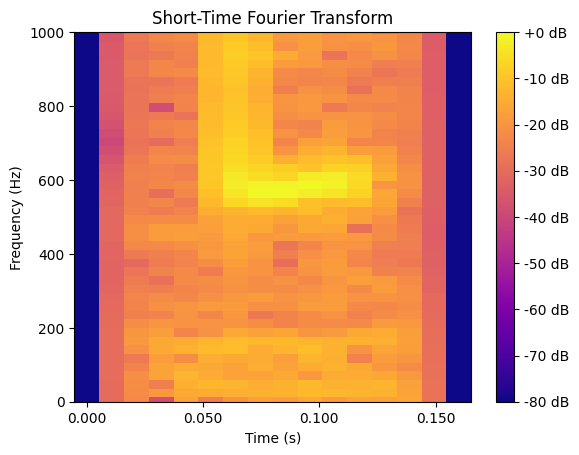 Short-Time Fourier Transform
1000
800
600
400
200
0
Frequency (Hz)
0.000
0.050
0.100
0.150
Time (s)
+0 dB
-10 dB
-20 dB
-30 dB
-40 dB
-50 dB
-60 dB
-70 dB
-80 dB